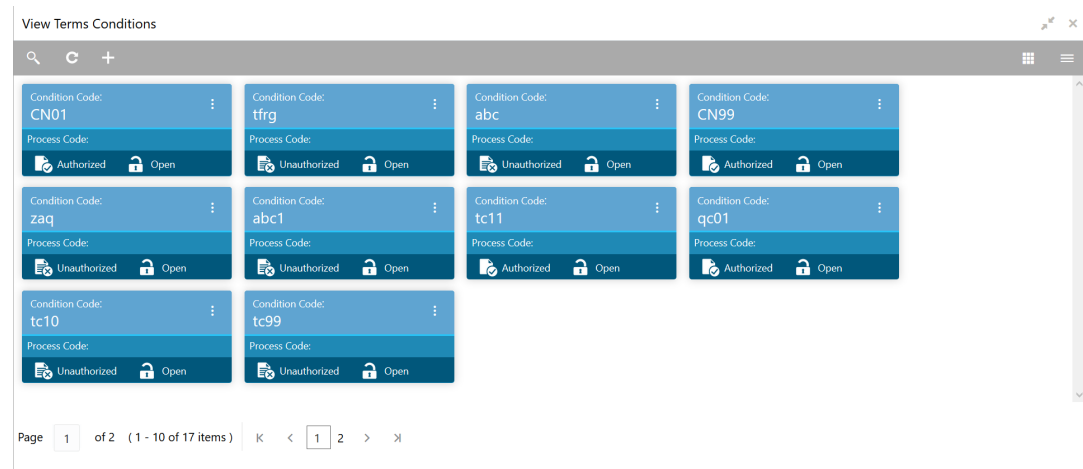 View Terms Conditions
Condition Code:
CN01
Process Code:
Authorized Open
Condition Code:
tfrg
Process Code:
Unauthorized Open
Condition Code:
abc
Process Code:
Unauthorized Open
Condition Code:
CN99
Process Code:
Authorized Open
Condition Code:
zaq
Process Code:
Unauthorized Open
Condition Code:
abc1
Process Code:
Unauthorized Open
Condition Code:
tc11
Process Code:
Authorized Open
Condition Code:
qc01
Process Code:
Authorized Open
Condition Code:
tc10
Process Code:
Unauthorized Open
Condition Code:
tc99
Process Code:
Unauthorized Open
Page 1 of 2 ( 1 - 10 of 17 items ) 1 2